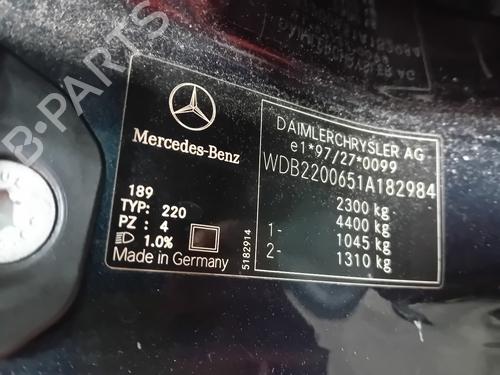 Mercedes-Benz
189
TYP: 220
PZ : 4
1.0%
Made in Germany
5182914
DAIMLERCHRYSLER AG
e1*97/27*0099
WDB2200651A182984
2300 kg
4400 kg
1- 1045 kg
2- 1310 kg
B-PARTS